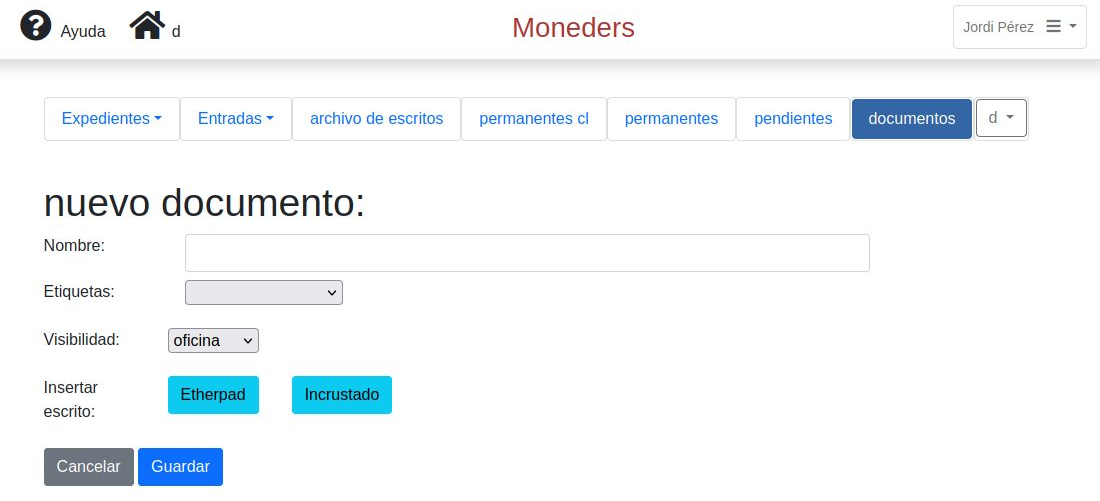 ? Ayuda d Moneders Jordi Pérez
Expedientes Entradas archivo de escritos permanentes cl permanentes pendientes documentos d
nuevo documento:
Nombre:
Etiquetas:
Visibilidad: oficina
Insertar Etherpad Incrustado
escrito:
Cancelar Guardar